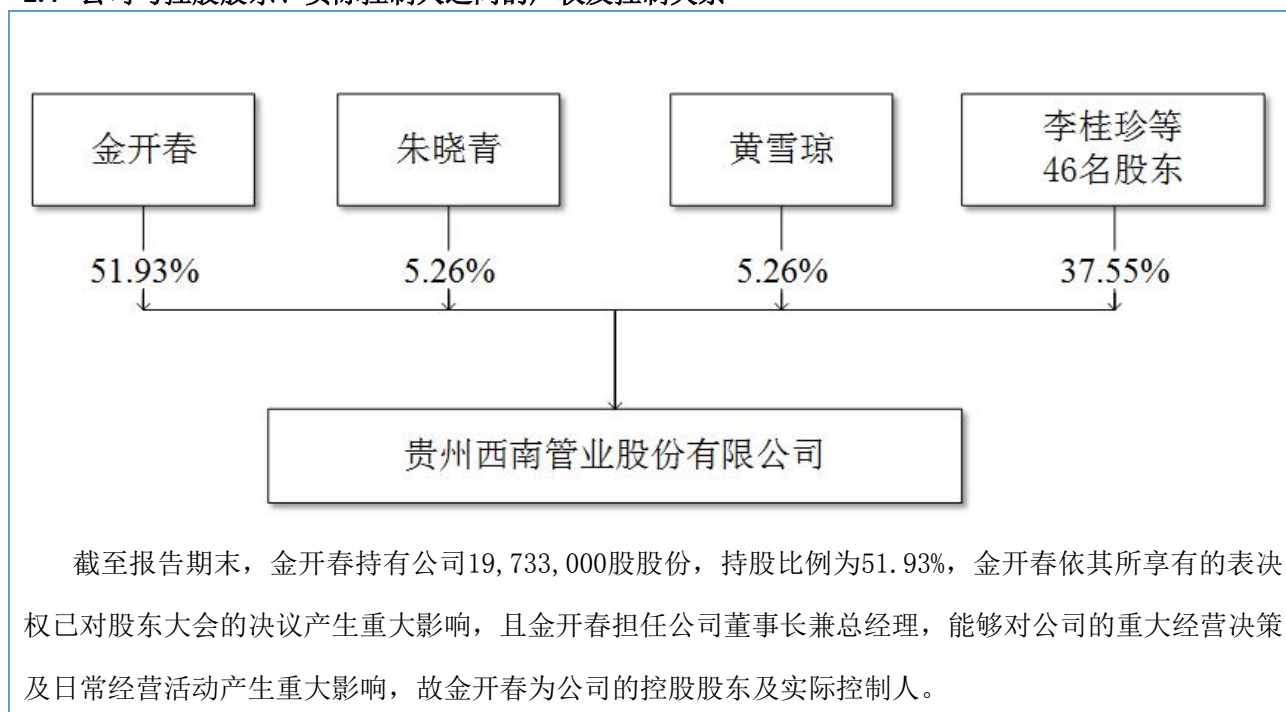 金开春
朱晓青
黄雪琼
李桂珍等
46名股东
51.93%
5.26%
5.26%
37.55%
贵州西南管业股份有限公司
截至报告期末，金开春持有公司19,733,000股股份，持股比例为51.93%，金开春依其所享有的表决
权已对股东大会的决议产生重大影响，且金开春担任公司董事长兼总经理，能够对公司的重大经营决策
及日常经营活动产生重大影响，故金开春为公司的控股股东及实际控制人。